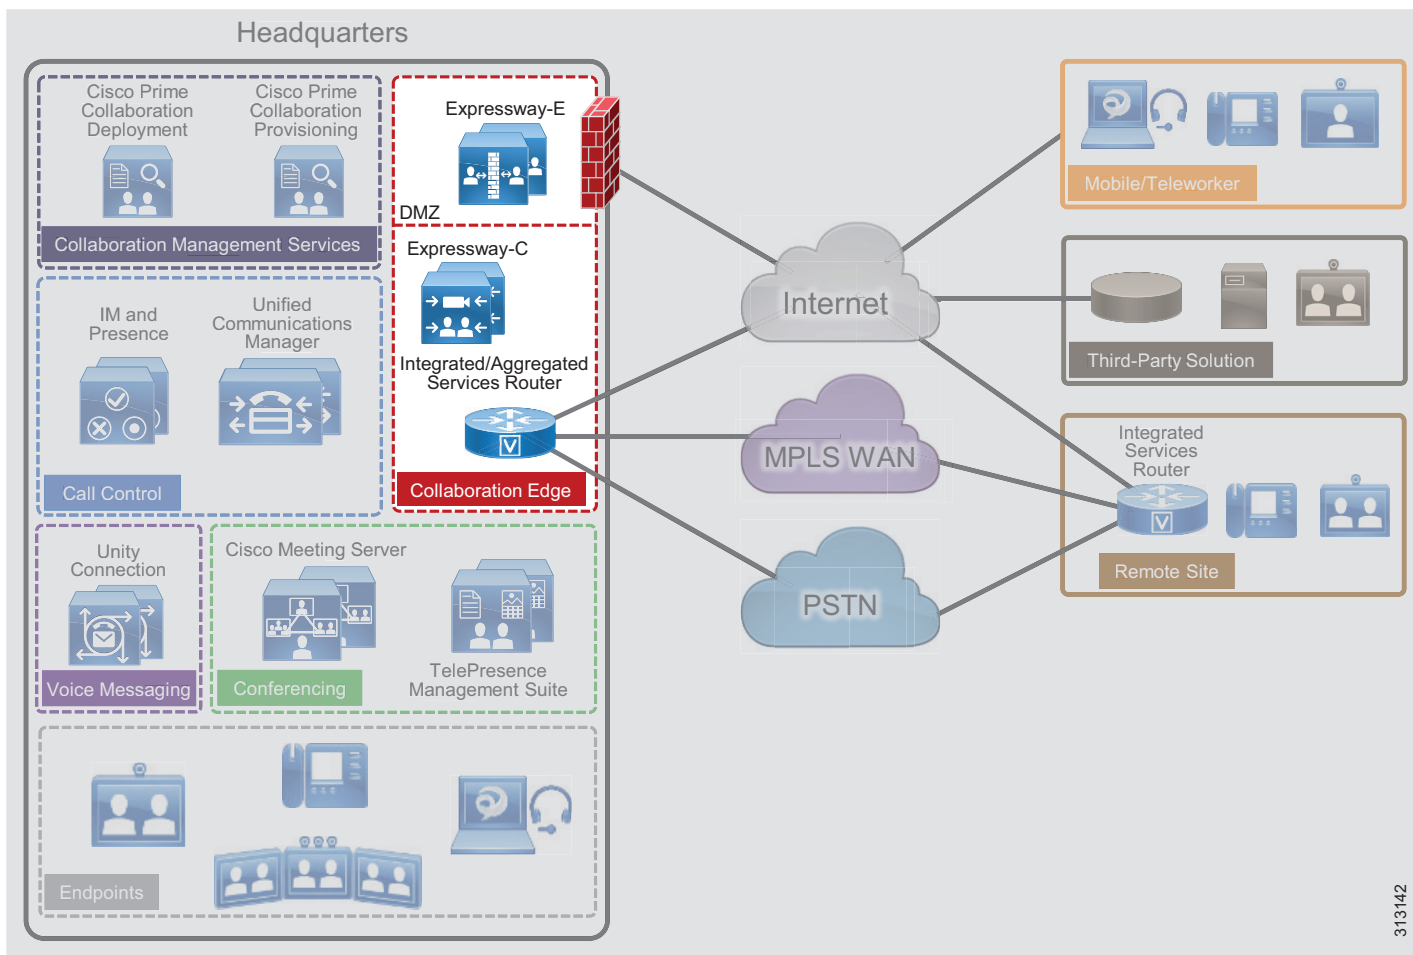 Headquarters
Cisco Prime
Collaboration
Deployment
Cisco Prime
Collaboration
Provisioning
Collaboration Management Services
Expressway-E
DMZ
Expressway-C
Integrated/Aggregated
Services Router
V
Collaboration Edge
IM and
Presence
Unified
Communications
Manager
Call Control
Unity
Connection
Voice Messaging
Cisco Meeting Server
TelePresence
Management Suite
Conferencing
Endpoints
Internet
MPLS WAN
PSTN
Mobile/Teleworker
Third-Party Solution
Integrated
Services
Router
V
Remote Site
313142